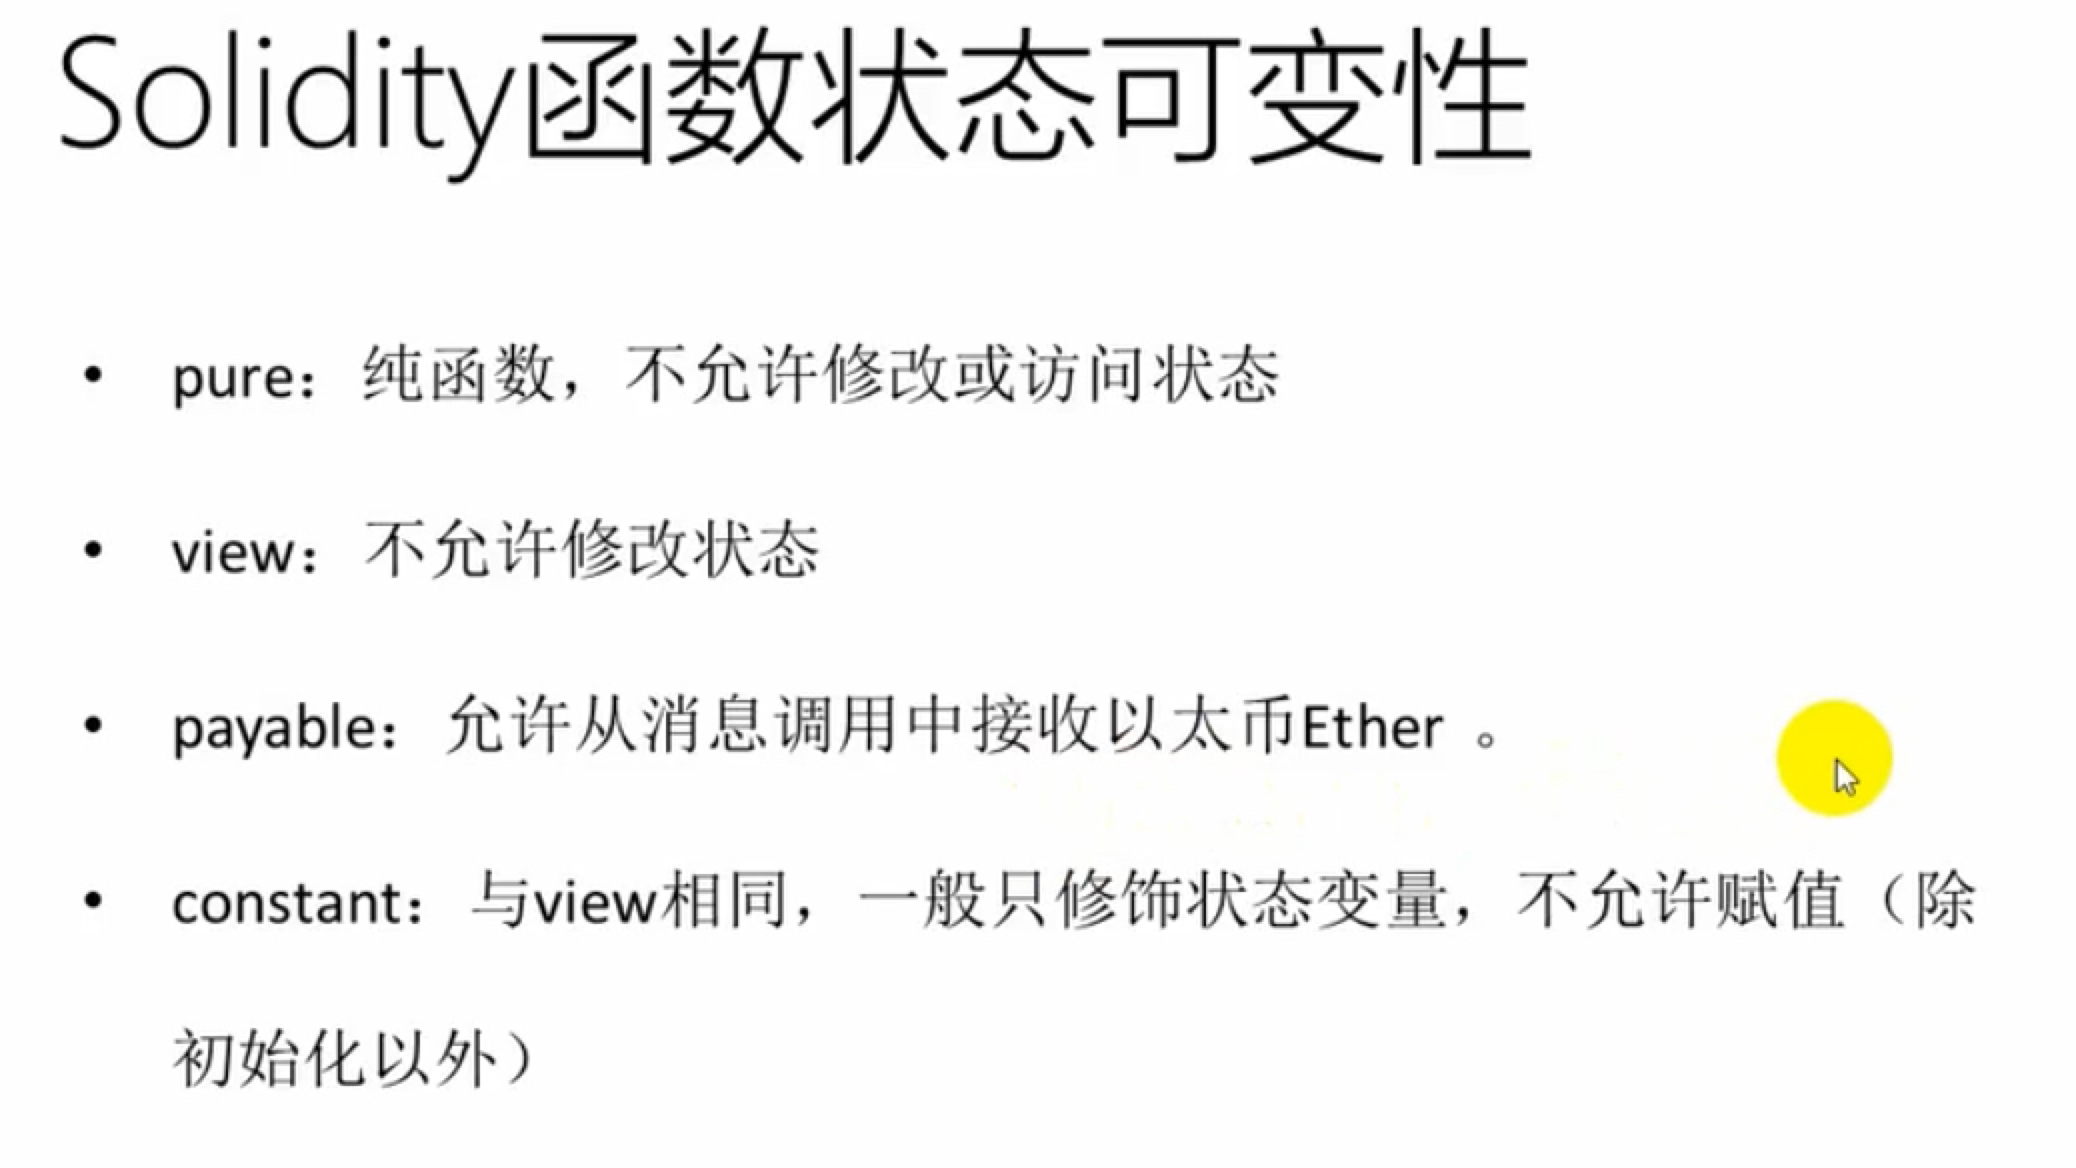 Solidity函数状态可变性
• pure：纯函数，不允许修改或访问状态
• view：不允许修改状态
• payable：允许从消息调用中接收以太币Ether 。
• constant：与view相同，一般只修饰状态变量，不允许赋值（除
初始化以外）